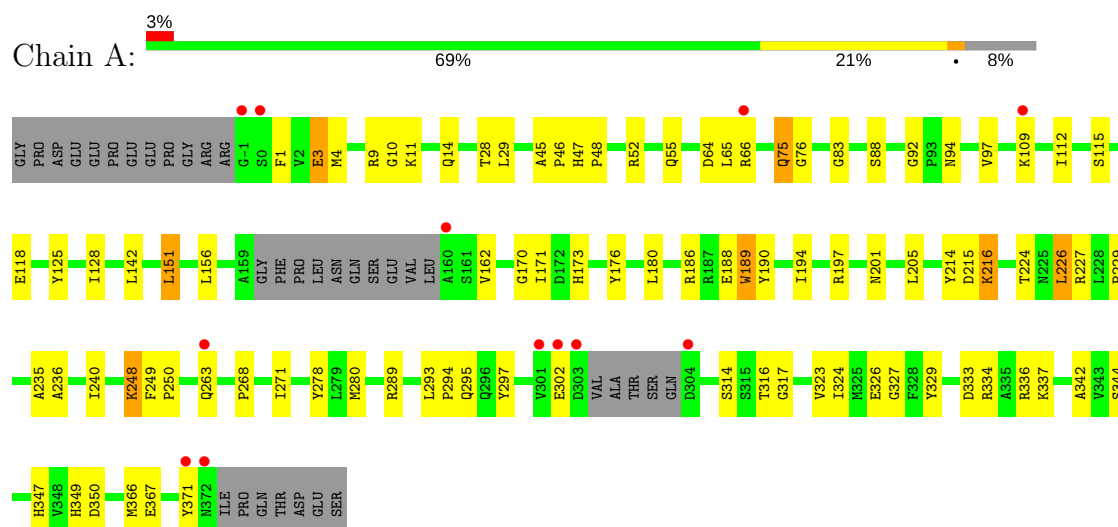 3%
Chain A:
69% 21% • 8%
GLY PRO ASP GLU GLU PRO GLU GLU PRO GLY ARG ARG G-1 S0 F1 V2 E3 M4 R9 G10 K11 Q14 T28 L29 A45 P46 H47 P48 R52 Q55 D64 L65 R66 Q75 G76 G83 S88 G92 P93 N94 V97 K109 I112 S115
E118 Y125 I128 L142 L151 L156 A159 GLY PHE PRO LEU ASN GLN SER GLU VAL LEU A160 S161 V162 G170 I171 D172 H173 Y176 L180 R186 R187 E188 W189 Y190 I194 R197 N201 L205 Y214 D215 K216 T224 N225 L226 R227 L228
A235 A236 I240 K248 F249 P250 Q263 P268 I271 Y278 L279 M280 R289 L293 P294 Q295 Q296 Y297 V301 E302 D303 VAL ALA THR SER GLN D304 S314 S315 T316 G317 V323 I324 M325 E326 G327 F328 Y329 D333 R334 A335 R336 K337 A342 V343 S344
H347 V348 H349 D350 M366 E367 Y371 N372 ILE PRO GLN THR ASP GLU SER